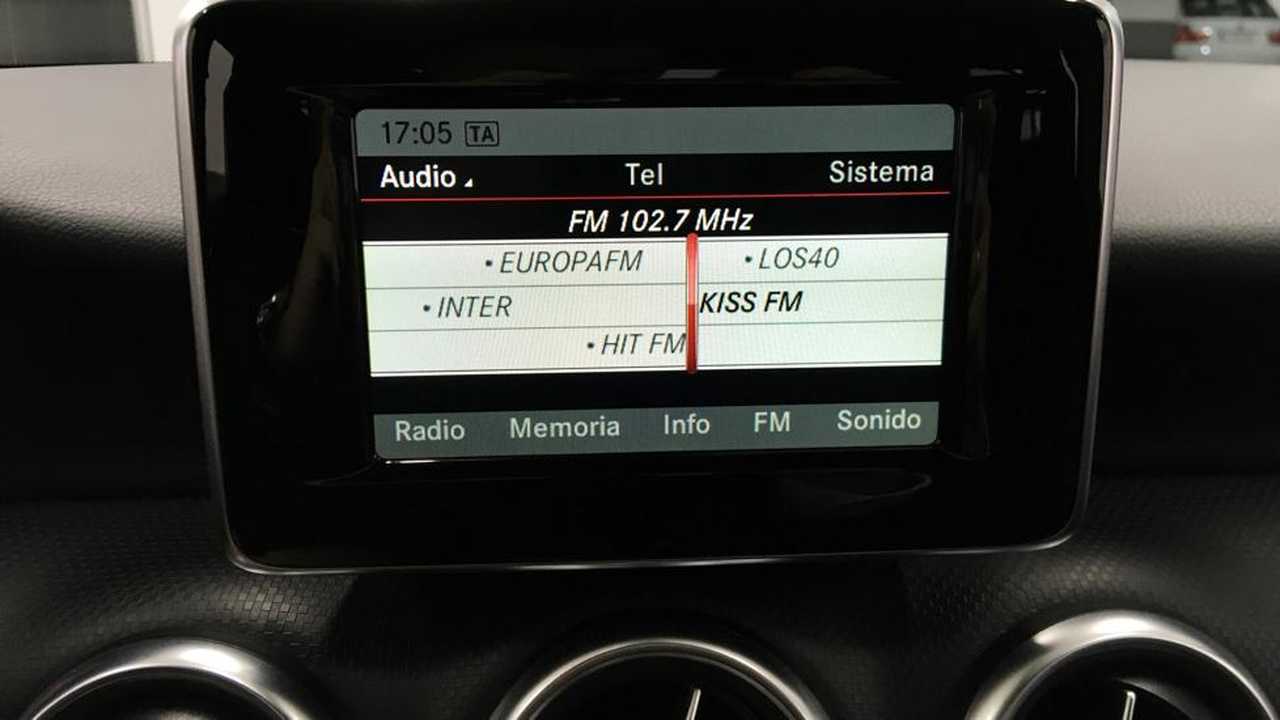 17:05 TA
Audio Tel Sistema
FM 102.7 MHz
• EUROPAFM • LOS40
• INTER KISS FM
• HIT FM
Radio Memoria Info FM Sonido